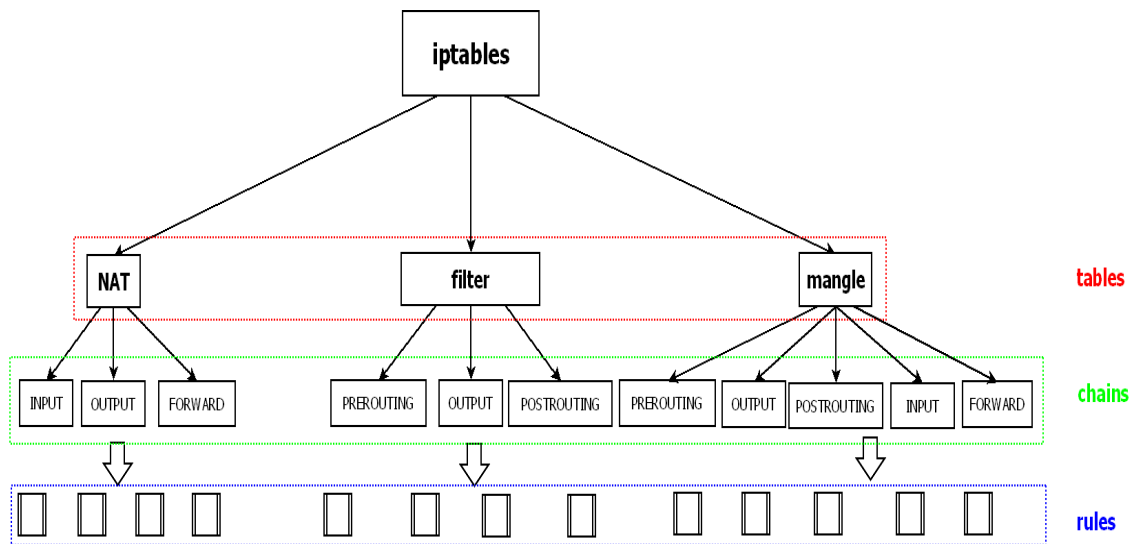 iptables
NAT
filter
mangle
tables
INPUT
OUTPUT
FORWARD
PREROUTING
OUTPUT
POSTROUTING
PREROUTING
OUTPUT
POSTROUTING
INPUT
FORWARD
chains
rules